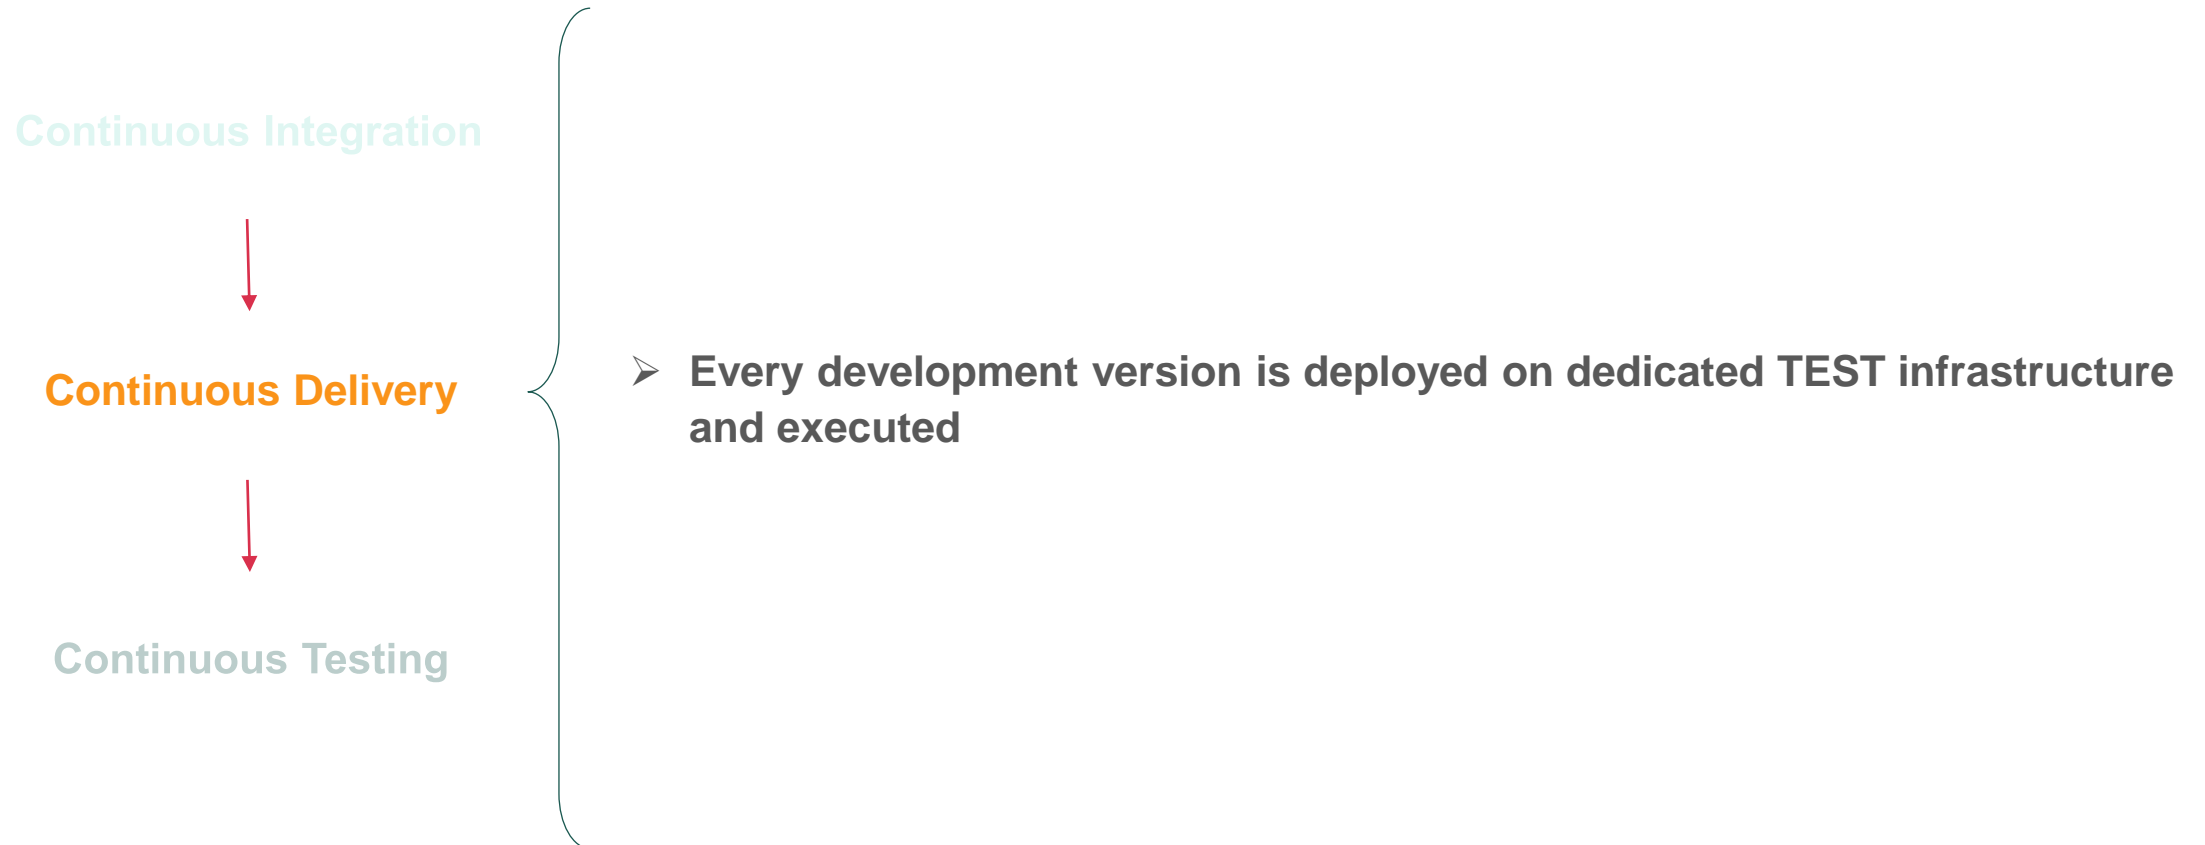 Continuous Integration
Continuous Delivery
Continuous Testing
➢ Every development version is deployed on dedicated TEST infrastructure
and executed